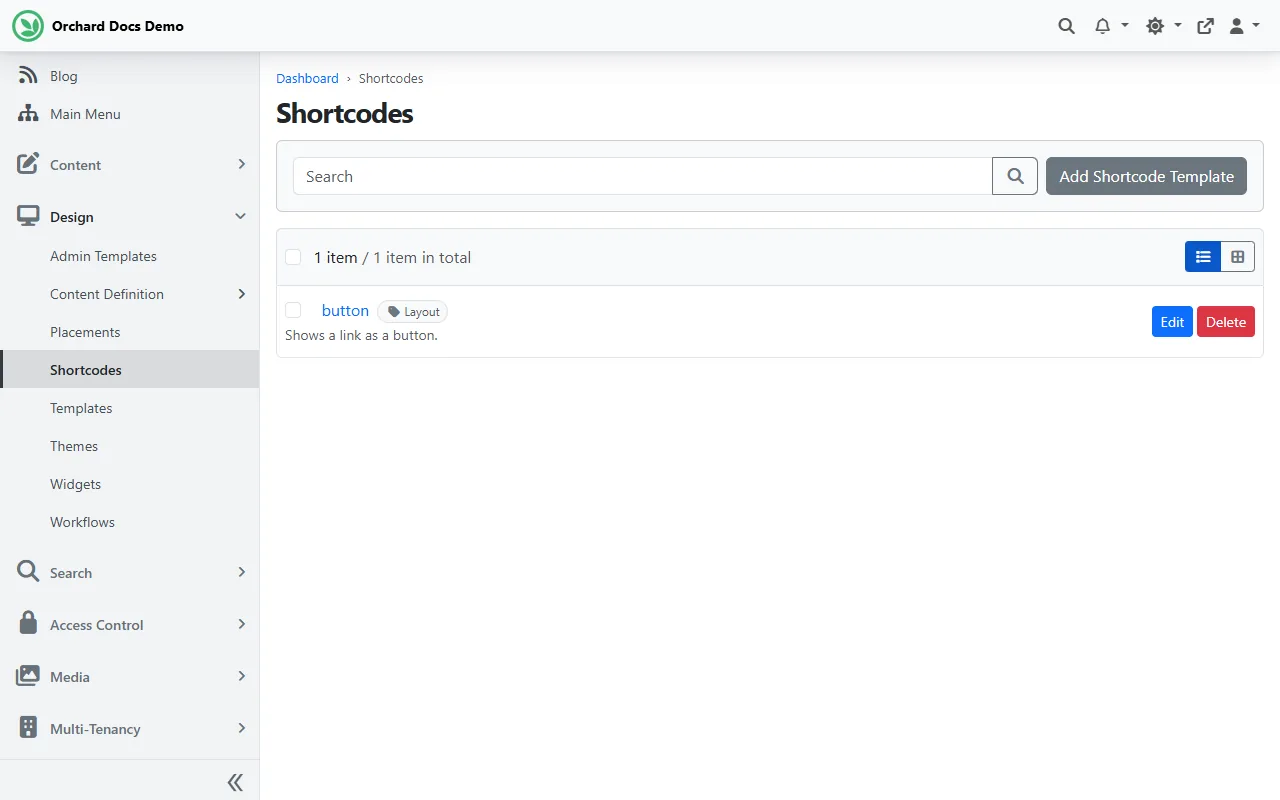 Orchard Docs Demo
Blog
Main Menu
Content
Design
Admin Templates
Content Definition
Placements
Shortcodes
Templates
Themes
Widgets
Workflows
Search
Access Control
Media
Multi-Tenancy
Dashboard › Shortcodes
Shortcodes
Search
Add Shortcode Template
1 item / 1 item in total
button Layout
Shows a link as a button.
Edit Delete